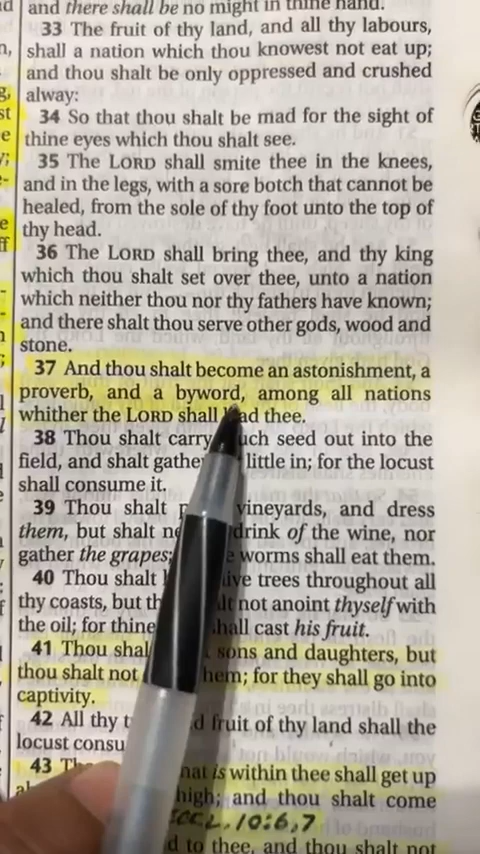 and there shall be no might in thine hand.
33 The fruit of thy land, and all thy labours,
shall a nation which thou knowest not eat up;
and thou shalt be only oppressed and crushed
alway:
34 So that thou shalt be mad for the sight of
thine eyes which thou shalt see.
35 The LORD shall smite thee in the knees,
and in the legs, with a sore botch that cannot be
healed, from the sole of thy foot unto the top of
thy head.
36 The LORD shall bring thee, and thy king
which thou shalt set over thee, unto a nation
which neither thou nor thy fathers have known;
and there shalt thou serve other gods, wood and
stone.
37 And thou shalt become an astonishment, a
proverb, and a byword, among all nations
whither the LORD shall thee.
38 Thou shalt carry seed out into the
field, and shalt little in; for the locust
shall consume it.
39 Thou shalt vineyards, and dress
them, but shalt drink of the wine, nor
gather the grapes; worms shall eat them.
40 Thou shalt trees throughout all
thy coasts, but not anoint thyself with
the oil; for thine shall cast his fruit.
41 Thou sons and daughters, but
thou shalt not for they shall go into
captivity.
42 All thy fruit of thy land shall the
locust
43 is within thee shall get up
high; and thou shalt come
10:6,7
to thee, and thou shalt not